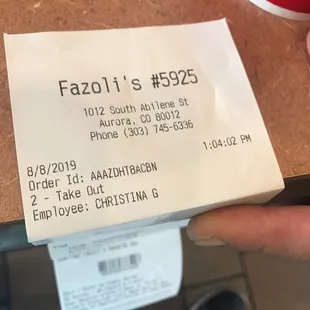 Fazoli's #5925
1012 South Abilene St
Aurora, CO 80012
Phone (303) 745-6336
8/8/2019 1:04:02 PM
Order Id: AAAZDHTBACBN
2 - Take Out
Employee: CHRISTINA G